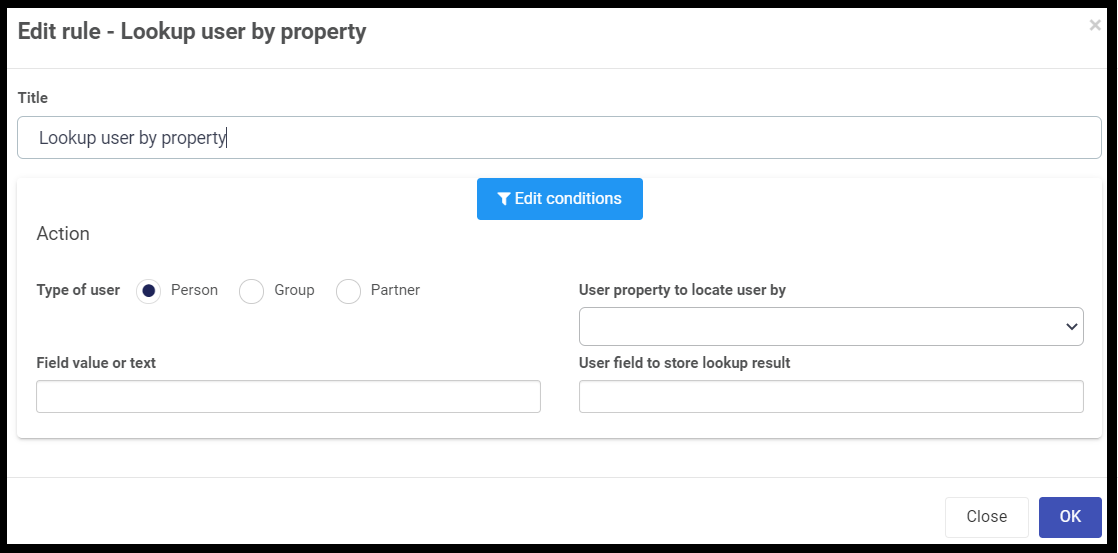 Edit rule - Lookup user by property
×
Title
Lookup user by property
Edit conditions
Action
Type of user Person Group Partner
User property to locate user by
Field value or text
User field to store lookup result
Close OK